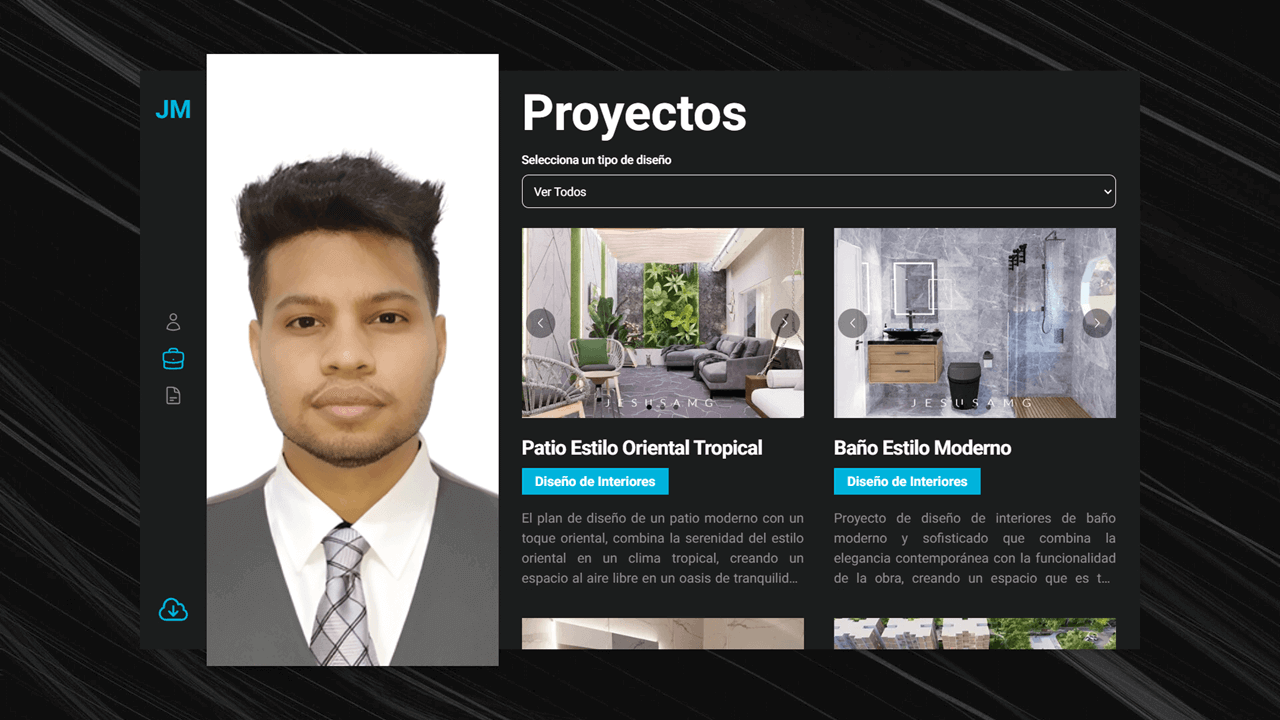 JM
Proyectos
Selecciona un tipo de diseño
Ver Todos
JESUSAMG
Patio Estilo Oriental Tropical
Diseño de Interiores
El plan de diseño de un patio moderno con un
toque oriental, combina la serenidad del estilo
oriental en un clima tropical, creando un
espacio al aire libre en un oasis de tranquilid...
JESUSAMG
Baño Estilo Moderno
Diseño de Interiores
Proyecto de diseño de interiores de baño
moderno y sofisticado que combina la
elegancia contemporánea con la funcionalidad
de la obra, creando un espacio que es t...